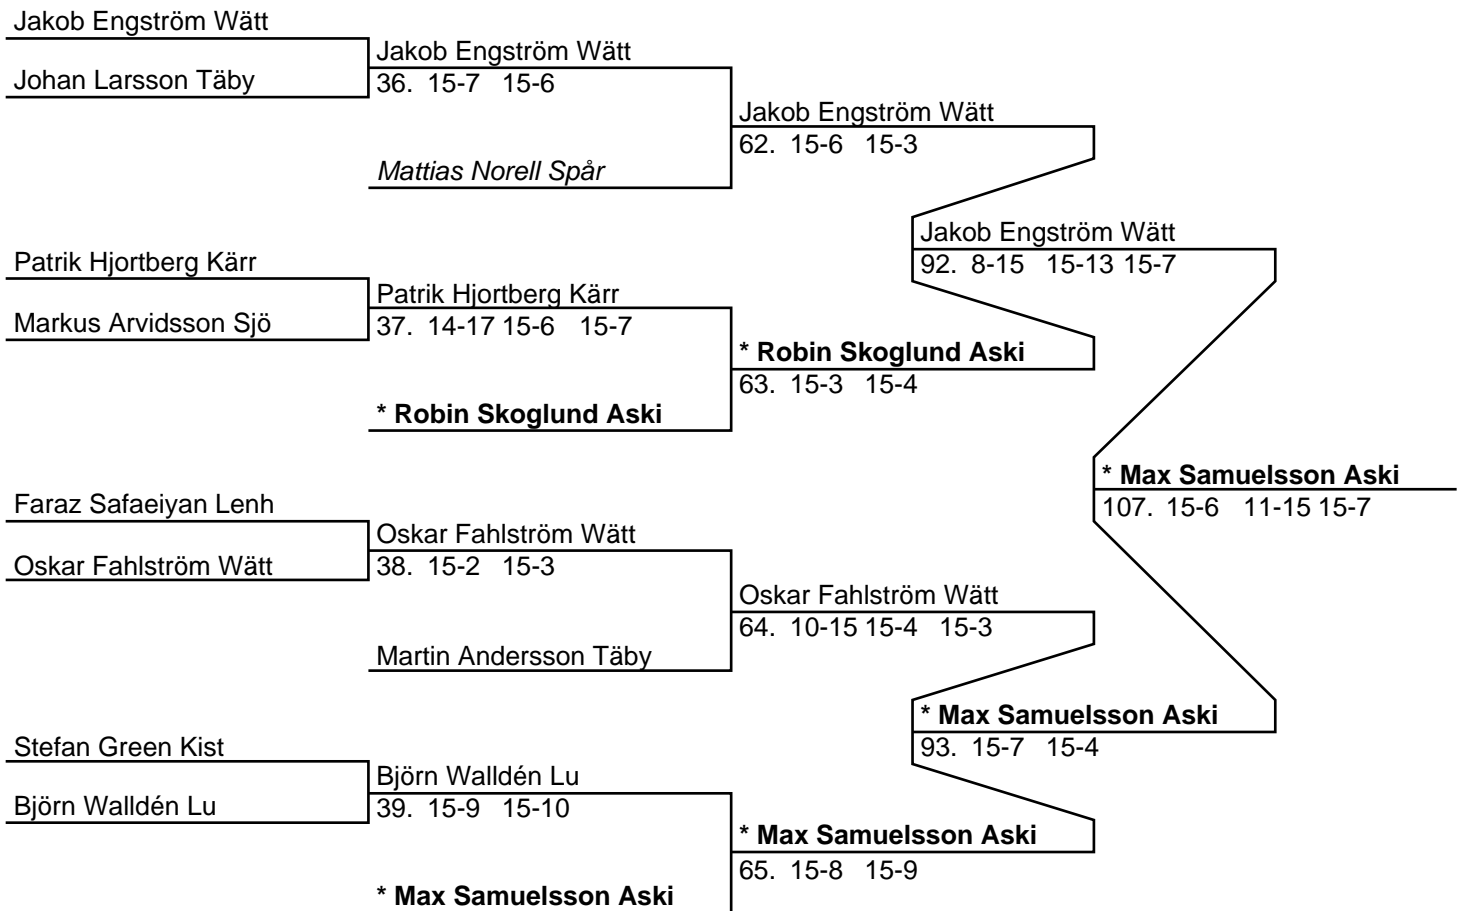 Jakob Engström Wätt
Jakob Engström Wätt
Johan Larsson Täby
36. 15-7 15-6
Jakob Engström Wätt
62. 15-6 15-3
Mattias Norell Spår
Jakob Engström Wätt
92. 8-15 15-13 15-7
Patrik Hjortberg Kärr
Patrik Hjortberg Kärr
Markus Arvidsson Sjö
37. 14-17 15-6 15-7
* Robin Skoglund Aski
63. 15-3 15-4
* Robin Skoglund Aski
* Max Samuelsson Aski
107. 15-6 11-15 15-7
Faraz Safaeiyan Lenh
Oskar Fahlström Wätt
Oskar Fahlström Wätt
38. 15-2 15-3
Oskar Fahlström Wätt
64. 10-15 15-4 15-3
Martin Andersson Täby
* Max Samuelsson Aski
93. 15-7 15-4
Stefan Green Kist
Björn Walldén Lu
Björn Walldén Lu
39. 15-9 15-10
* Max Samuelsson Aski
65. 15-8 15-9
* Max Samuelsson Aski